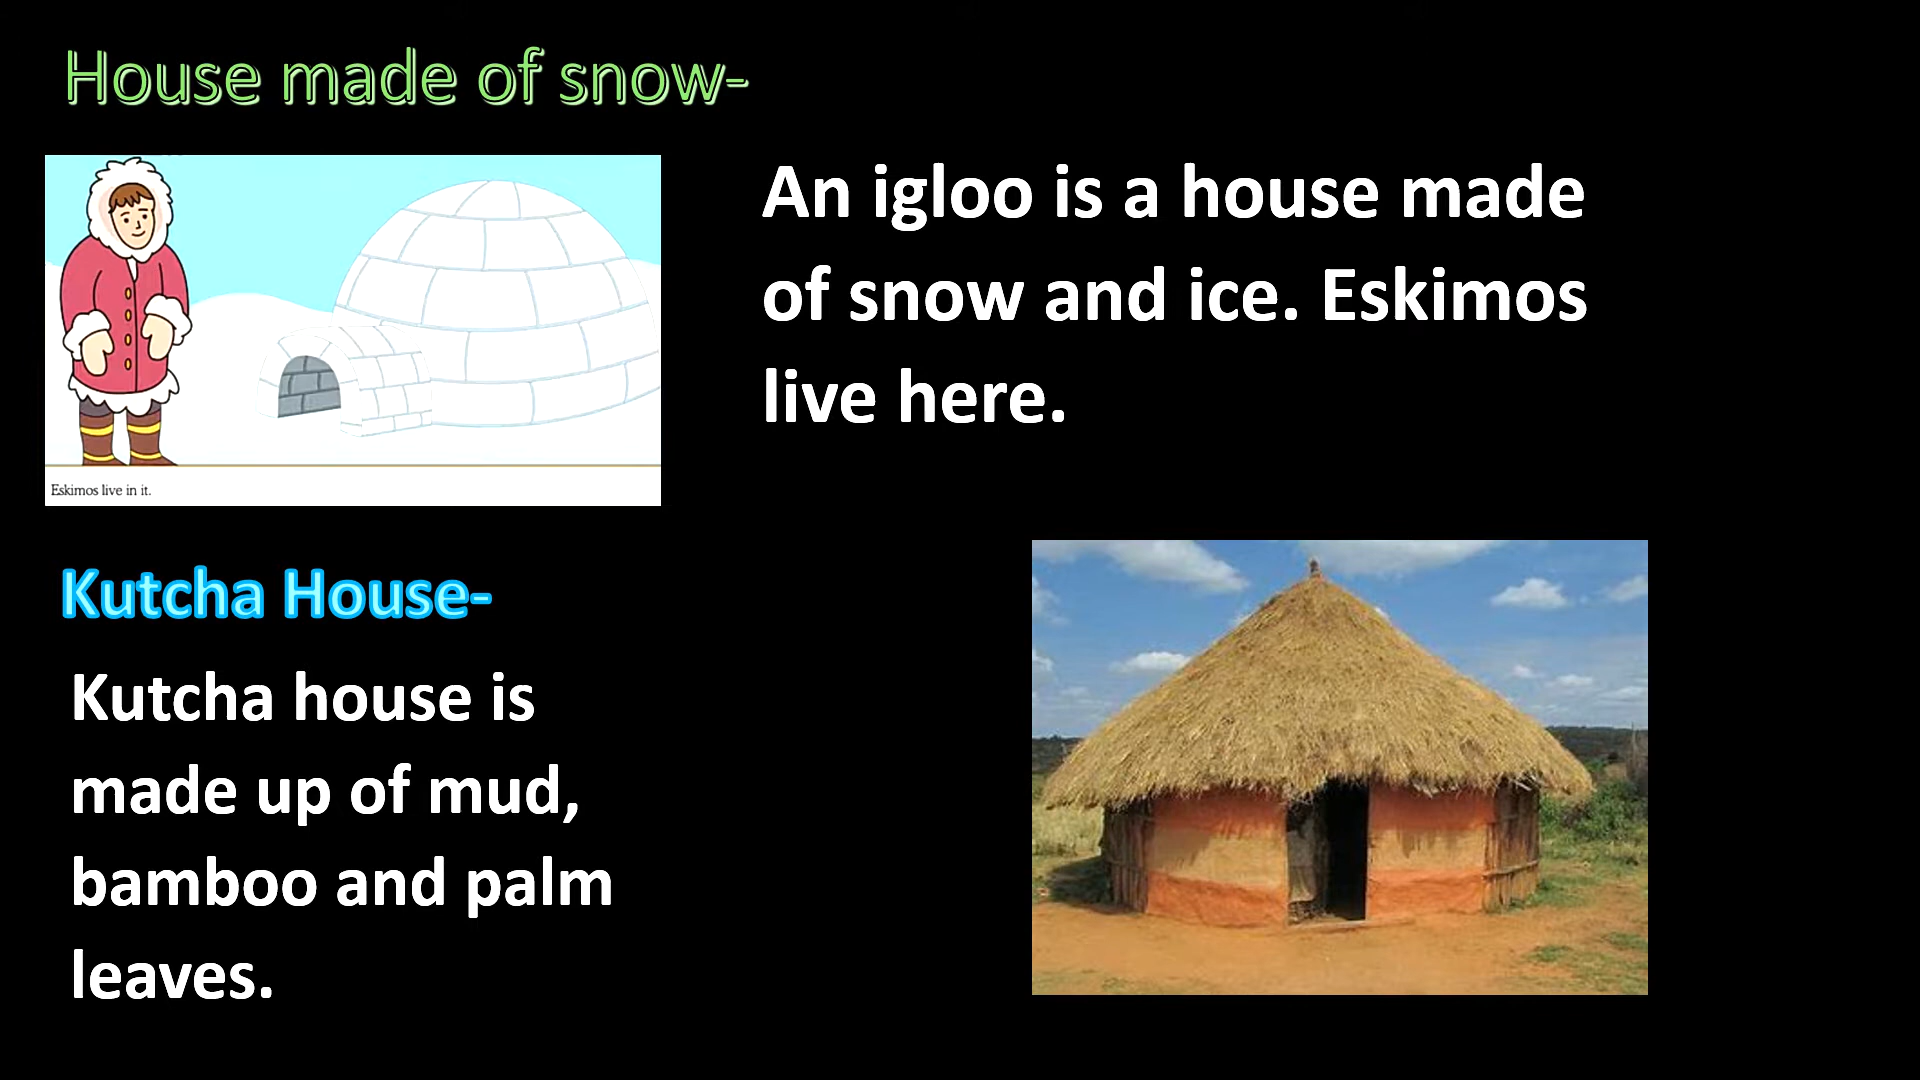 House made of snow-
An igloo is a house made
of snow and ice. Eskimos
live here.
Eskimos live in it.
Kutcha House-
Kutcha house is
made up of mud,
bamboo and palm
leaves.